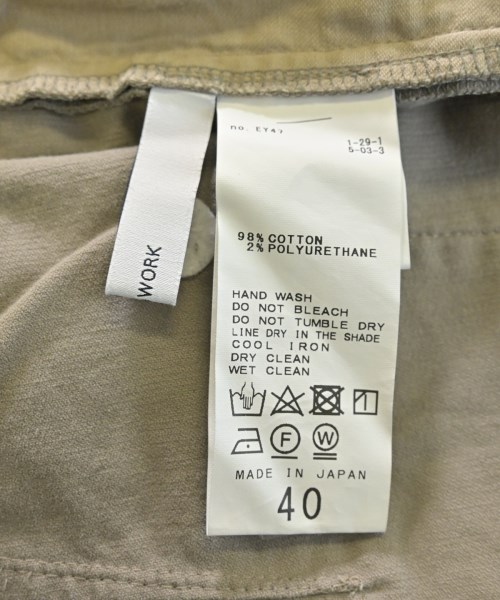 no. E747
1-29-1
5-03-3
98% COTTON
2% POLYURETHANE
WORK
HAND WASH
DO NOT BLEACH
DO NOT TUMBLE DRY
LINE DRY IN THE SHADE
COOL IRON
DRY CLEAN
WET CLEAN
F
W
MADE IN JAPAN
40